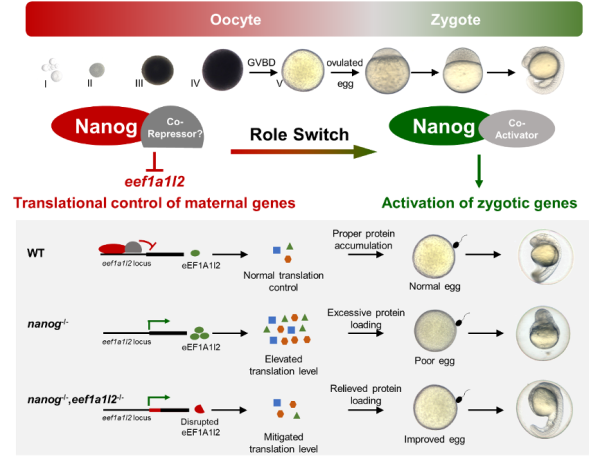 Oocyte Zygote
GVBD ovulated
I II III IV V egg
Nanog Co-Repressor? Role Switch Nanog Co-Activator
eef1a1l2
Translational control of maternal genes Activation of zygotic genes
WT
eef1a1l2 locus eEF1A1l2
Normal translation
control
Proper protein
accumulation
Normal egg
nanog-/-
eef1a1l2 locus eEF1A1l2
Elevated
translation level
Excessive protein
loading
Poor egg
nanog-/-,eef1a1l2-/-
eef1a1l2 locus Disrupted
eEF1A1l2
Mitigated
translation level
Relieved protein
loading
Improved egg